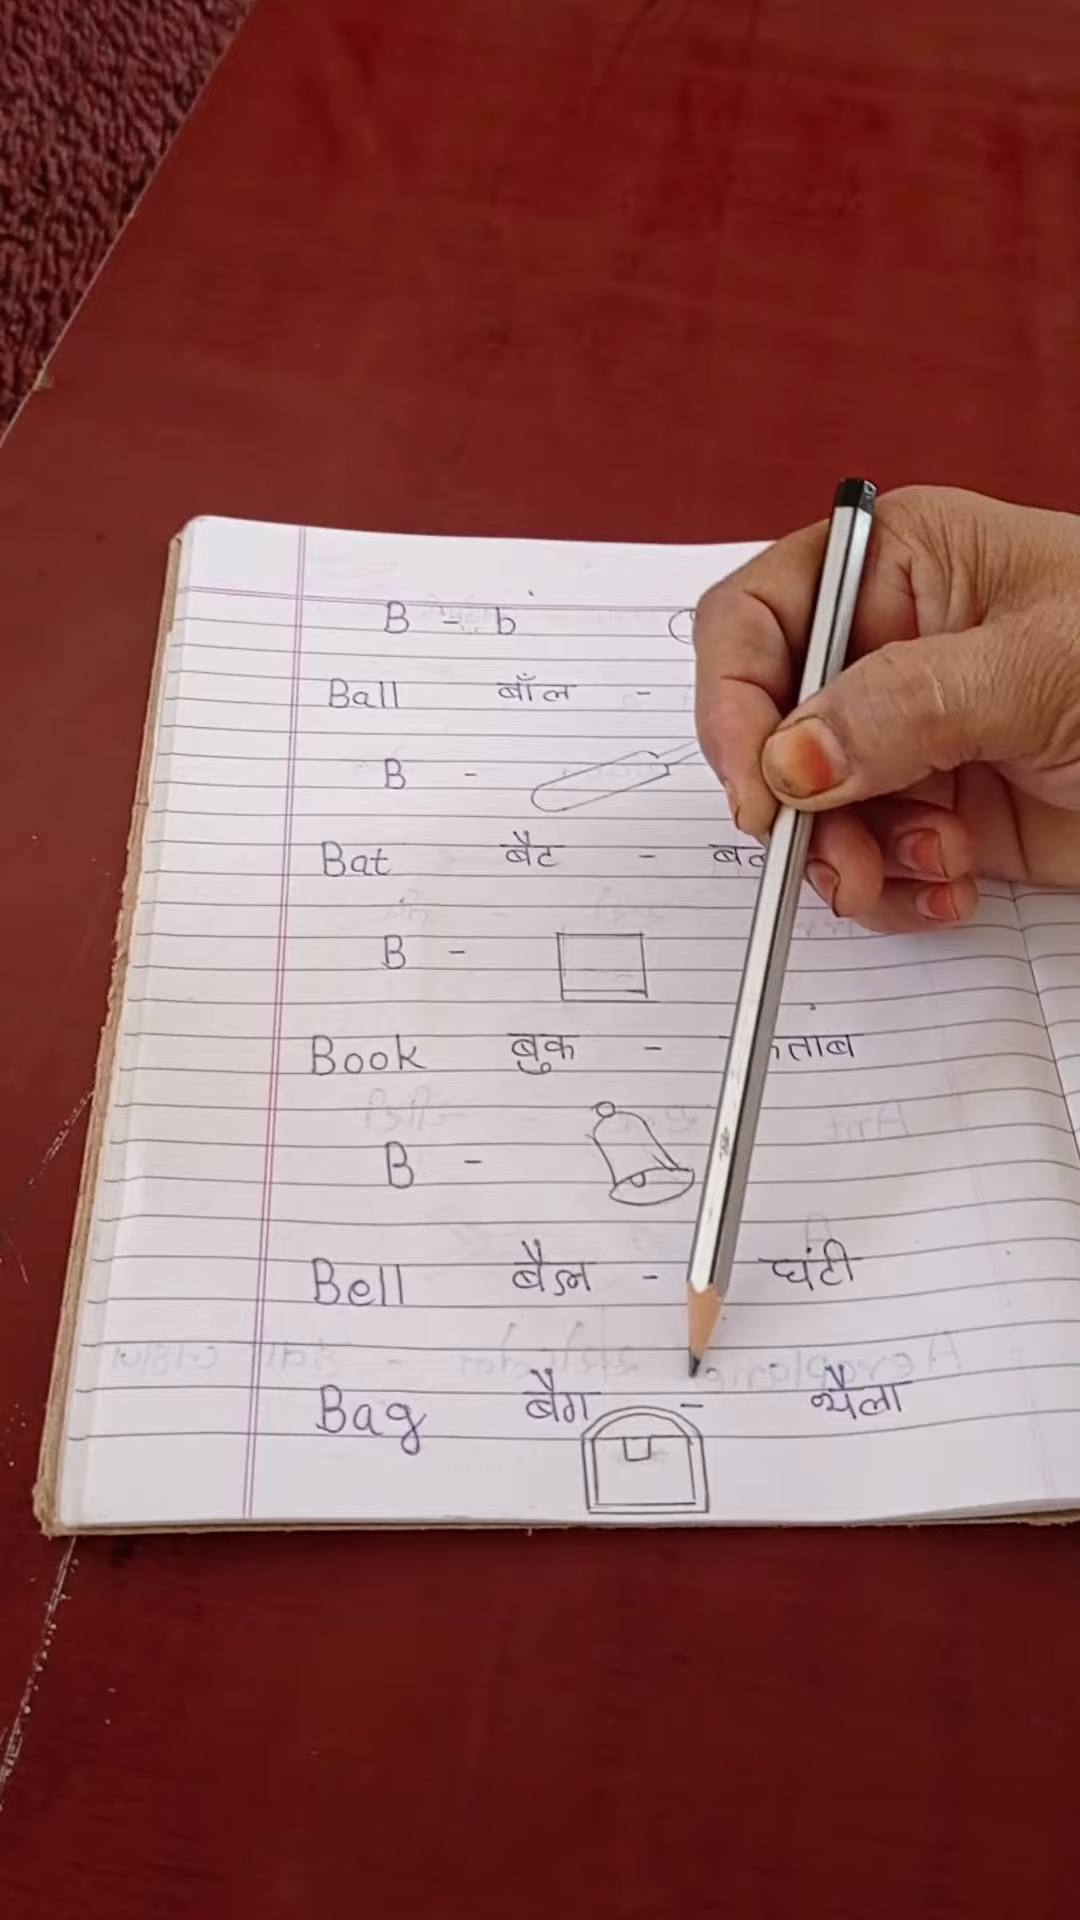 B - b
Ball बाॅंल -
B -
Bat बैट -
B -
Book बुक -
B -
Bell बैल - घंटी
Bag बैग - थैला